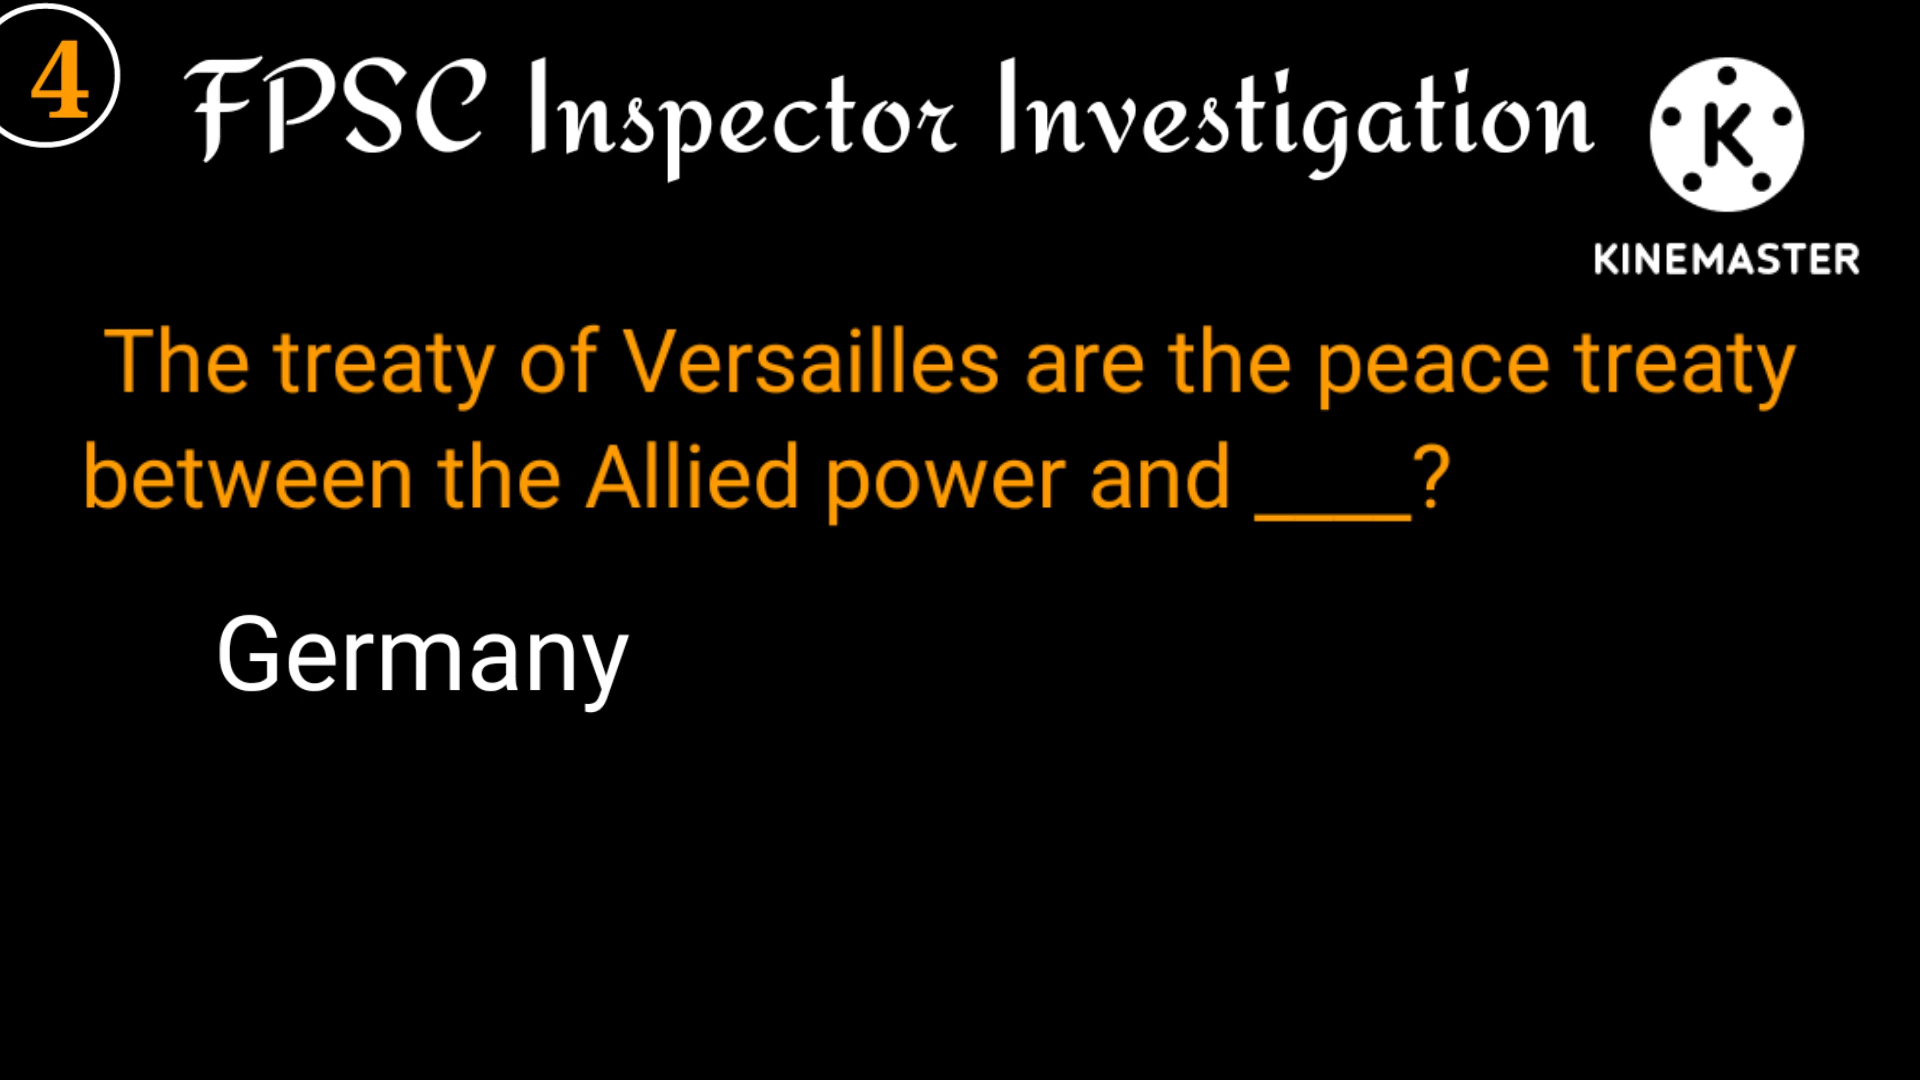 4
FPSC Inspector Investigation
K
KINEMASTER
The treaty of Versailles are the peace treaty
between the Allied power and ____?
Germany